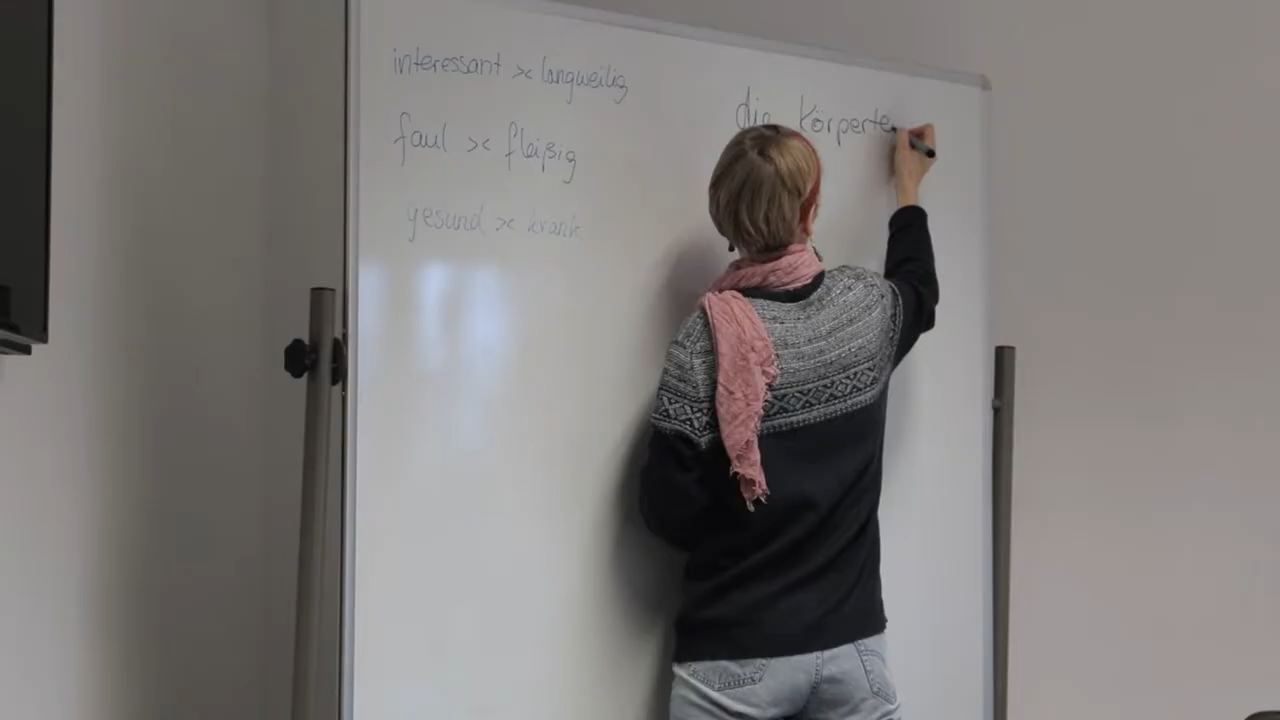 interessant >< langweilig
faul >< fleißig
gesund >< krank
die Körperte